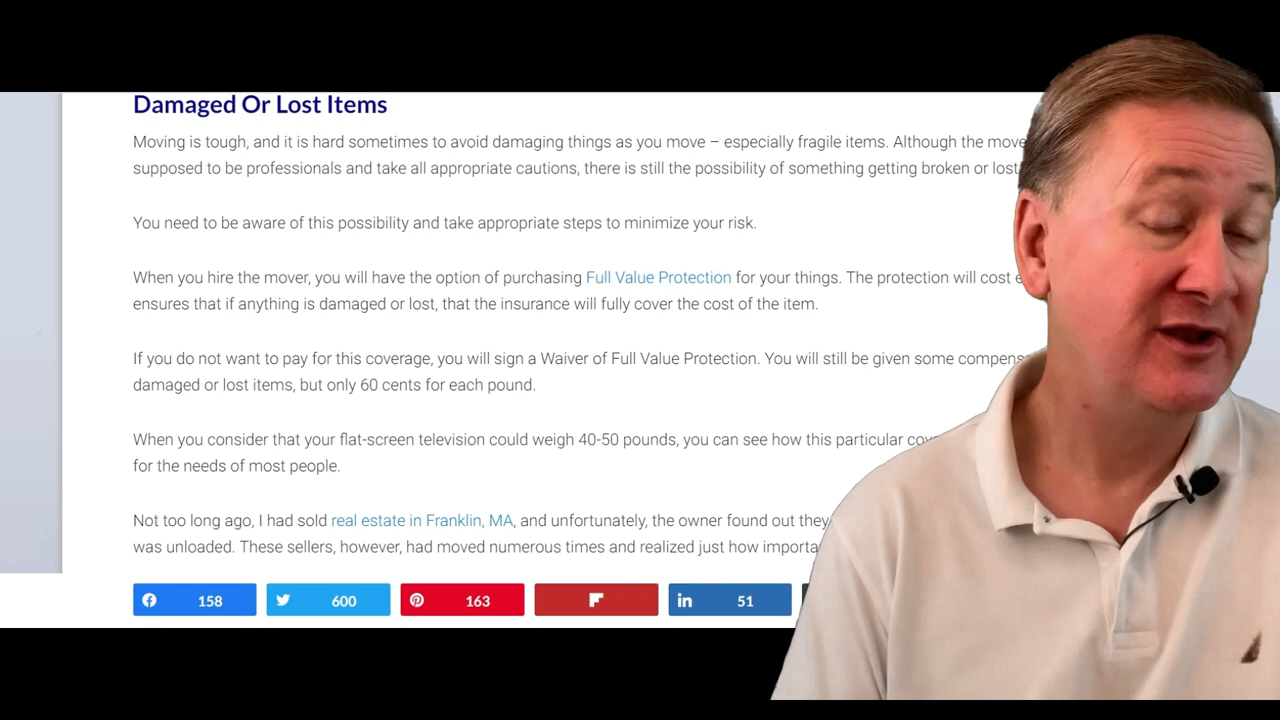 Damaged Or Lost Items
Moving is tough, and it is hard sometimes to avoid damaging things as you move – especially fragile items. Although the move
supposed to be professionals and take all appropriate cautions, there is still the possibility of something getting broken or lost
You need to be aware of this possibility and take appropriate steps to minimize your risk.
When you hire the mover, you will have the option of purchasing Full Value Protection for your things. The protection will cost
ensures that if anything is damaged or lost, that the insurance will fully cover the cost of the item.
If you do not want to pay for this coverage, you will sign a Waiver of Full Value Protection. You will still be given some compens
damaged or lost items, but only 60 cents for each pound.
When you consider that your flat-screen television could weigh 40-50 pounds, you can see how this particular cov
for the needs of most people.
Not too long ago, I had sold real estate in Franklin, MA, and unfortunately, the owner found out they
was unloaded. These sellers, however, had moved numerous times and realized just how importa
158 600 163 51